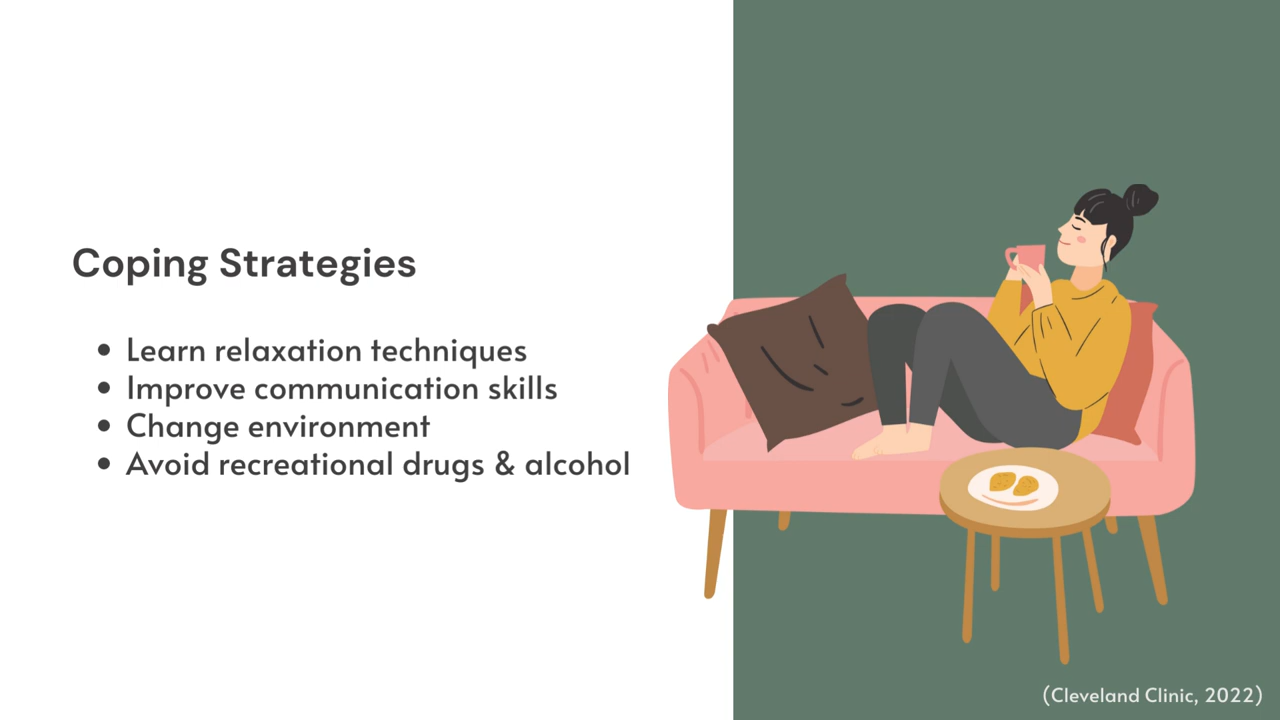 Coping Strategies
• Learn relaxation techniques
• Improve communication skills
• Change environment
• Avoid recreational drugs & alcohol
(Cleveland Clinic, 2022)